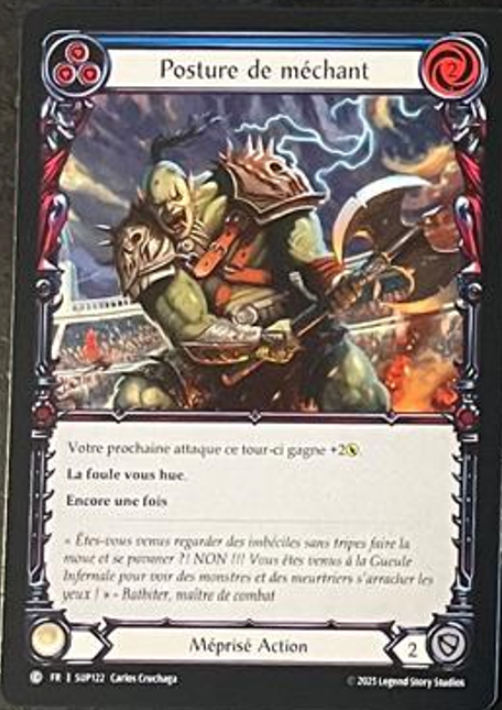 Posture de méchant
2
Votre prochaine attaque ce tour-ci gagne +2
La foule vous hue.
Encore une fois
« Êtes-vous venus regarder des imbéciles sans tripes faire la
moue et se pavaner ?! NON !!! Vous êtes venus à la Gueule
Infernale pour voir des monstres et des meurtriers s'arracher les
yeux ! » - Batbiter, maître de combat
Méprisé Action
2
C FR | SUP122 Carlos Cruchaga
© 2025 Legend Story Studios